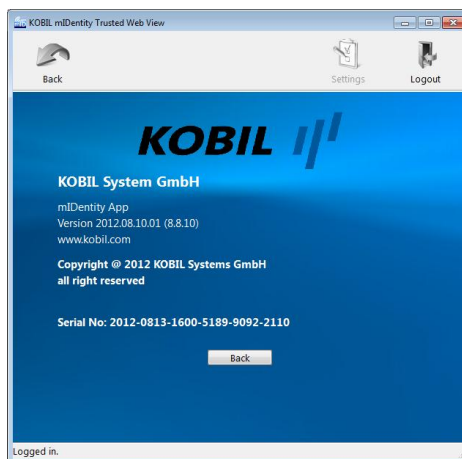 KOBIL mIDentity Trusted Web View
Back
Settings
Logout
KOBIL
KOBIL System GmbH
mIDentity App
Version 2012.08.10.01 (8.8.10)
www.kobil.com
Copyright @ 2012 KOBIL Systems GmbH
all right reserved
Serial No: 2012-0813-1600-5189-9092-2110
Back
Logged in.